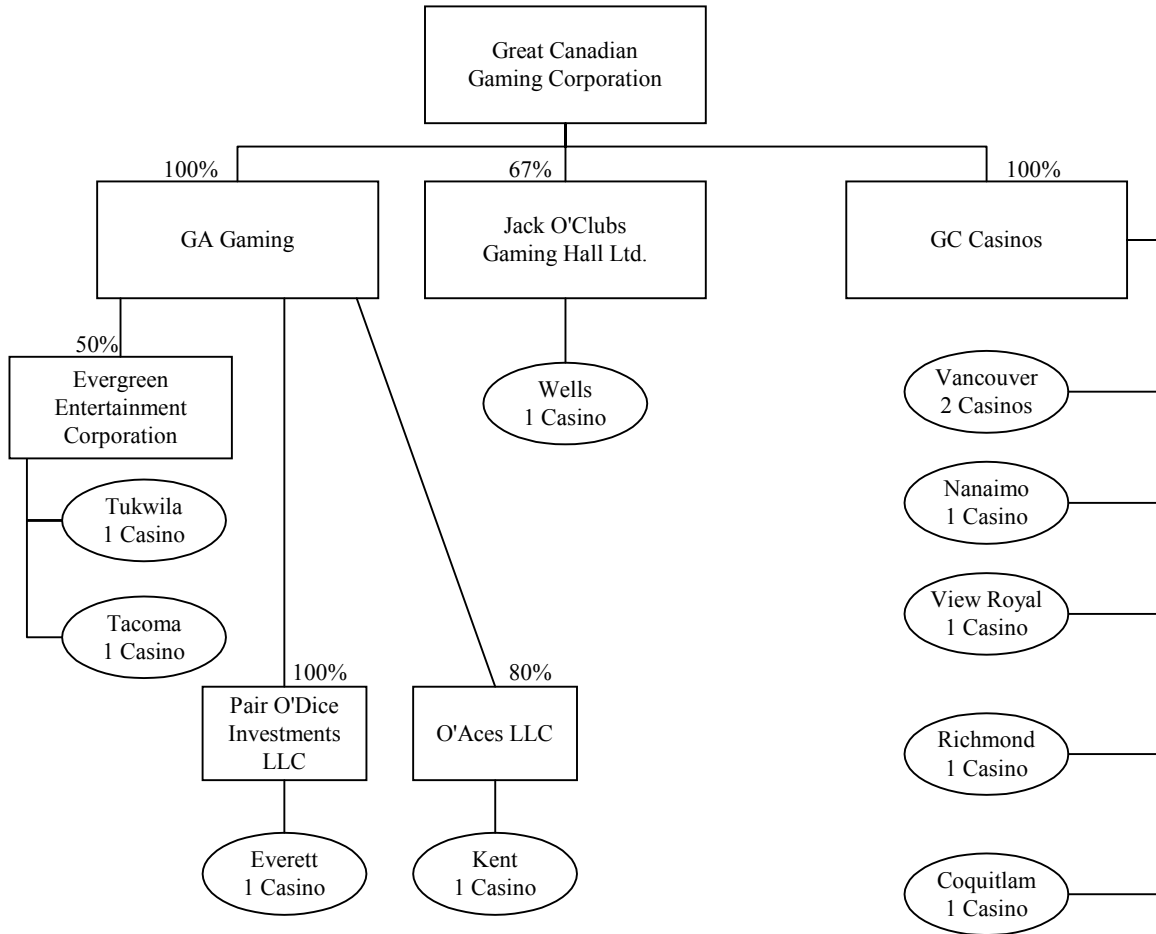 Great Canadian
Gaming Corporation
100%
67%
100%
GA Gaming
Jack O'Clubs
Gaming Hall Ltd.
GC Casinos
50%
Evergreen
Entertainment
Corporation
Wells
1 Casino
Vancouver
2 Casinos
Tukwila
1 Casino
Nanaimo
1 Casino
Tacoma
1 Casino
View Royal
1 Casino
100%
80%
Pair O'Dice
Investments
LLC
O'Aces LLC
Richmond
1 Casino
Everett
1 Casino
Kent
1 Casino
Coquitlam
1 Casino